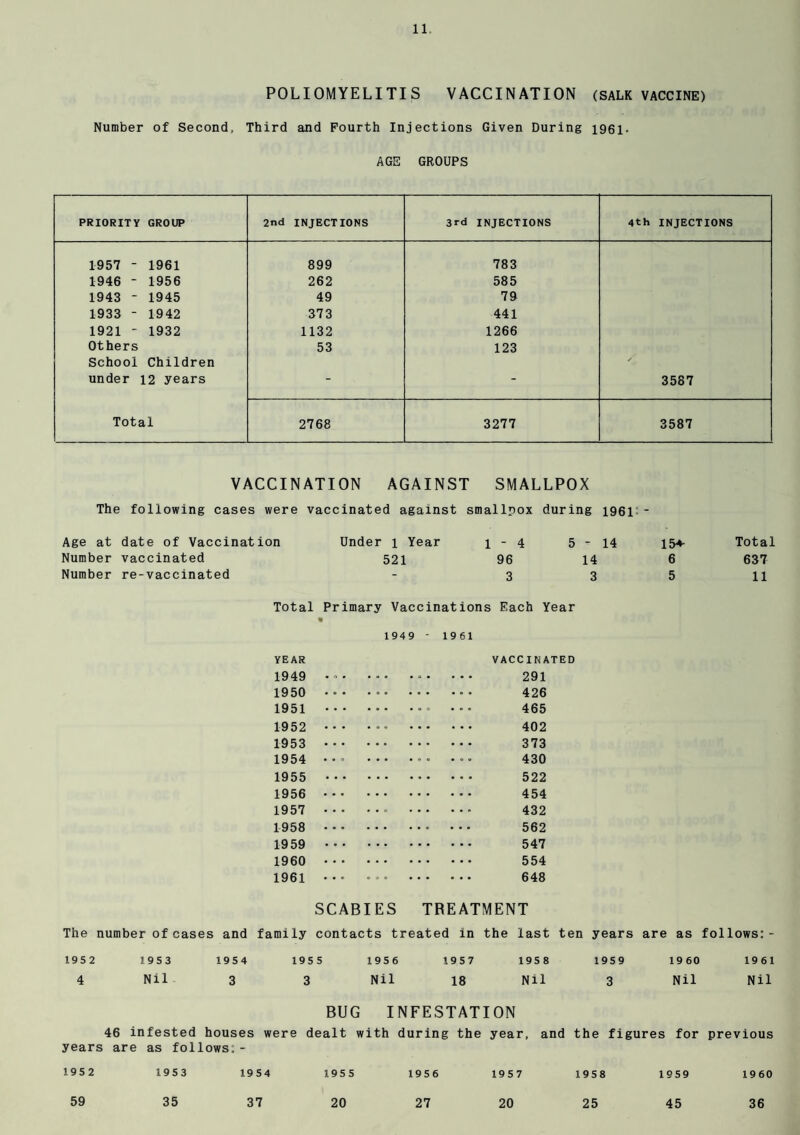 11.
POLIOMYELITIS VACCINATION (SALK VACCINE)
Number of Second, Third and Fourth Injections Given During 1961.
AGE GROUPS
PRIORITY GROUP 2nd INJECTIONS 3rd INJECTIONS 4th INJECTIONS
1957 - 1961 899 783
1946 - 1956 262 585
1943 - 1945 49 79
1933 - 1942 373 441
1921 - 1932 1132 1266
Others 53 123
School Children
under 12 years - - 3587
Total 2768 3277 3587
VACCINATION AGAINST SMALLPOX
The following cases were vaccinated against smallpox during 1961:-
Age at date of Vaccination Under 1 Year 1 - 4 5 - 14 15+ Total
Number vaccinated 521 96 14 6 637
Number re-vaccinated - 3 3 5 11
Total Primary Vaccinations Each Year
1949 - 1961
YEAR VACCINATED
1949 ... ... ... ... 291
1950 ... ... ... ... 426
1951 ... ... ... ... 465
1952 ... ... ... ... 402
1953 ... ... ... ... 373
1954 ... ... ... ... 430
1955 ... ... ... ... 522
1956 ... ... ... ... 454
1957 ... ... ... ... 432
1958 ... ... ... ... 562
1959 ... ... ... ... 547
1960 ... ... ... ... 554
1961 ... ... ... ... 648
SCABIES TREATMENT
The number of cases and family contacts treated in the last ten years are as follows:-
1952 1953 1954 1955 1956 1957 1958 1959 1960 1961
4 Nil 3 3 Nil 18 Nil 3 Nil Nil
BUG INFESTATION
46 infested houses were dealt with during the year, and the figures for previous
years are as follows:-
1952 1953 1954 1955 1956 1957 1958 1959 1960
59 35 37 20 27 20 25 45 36